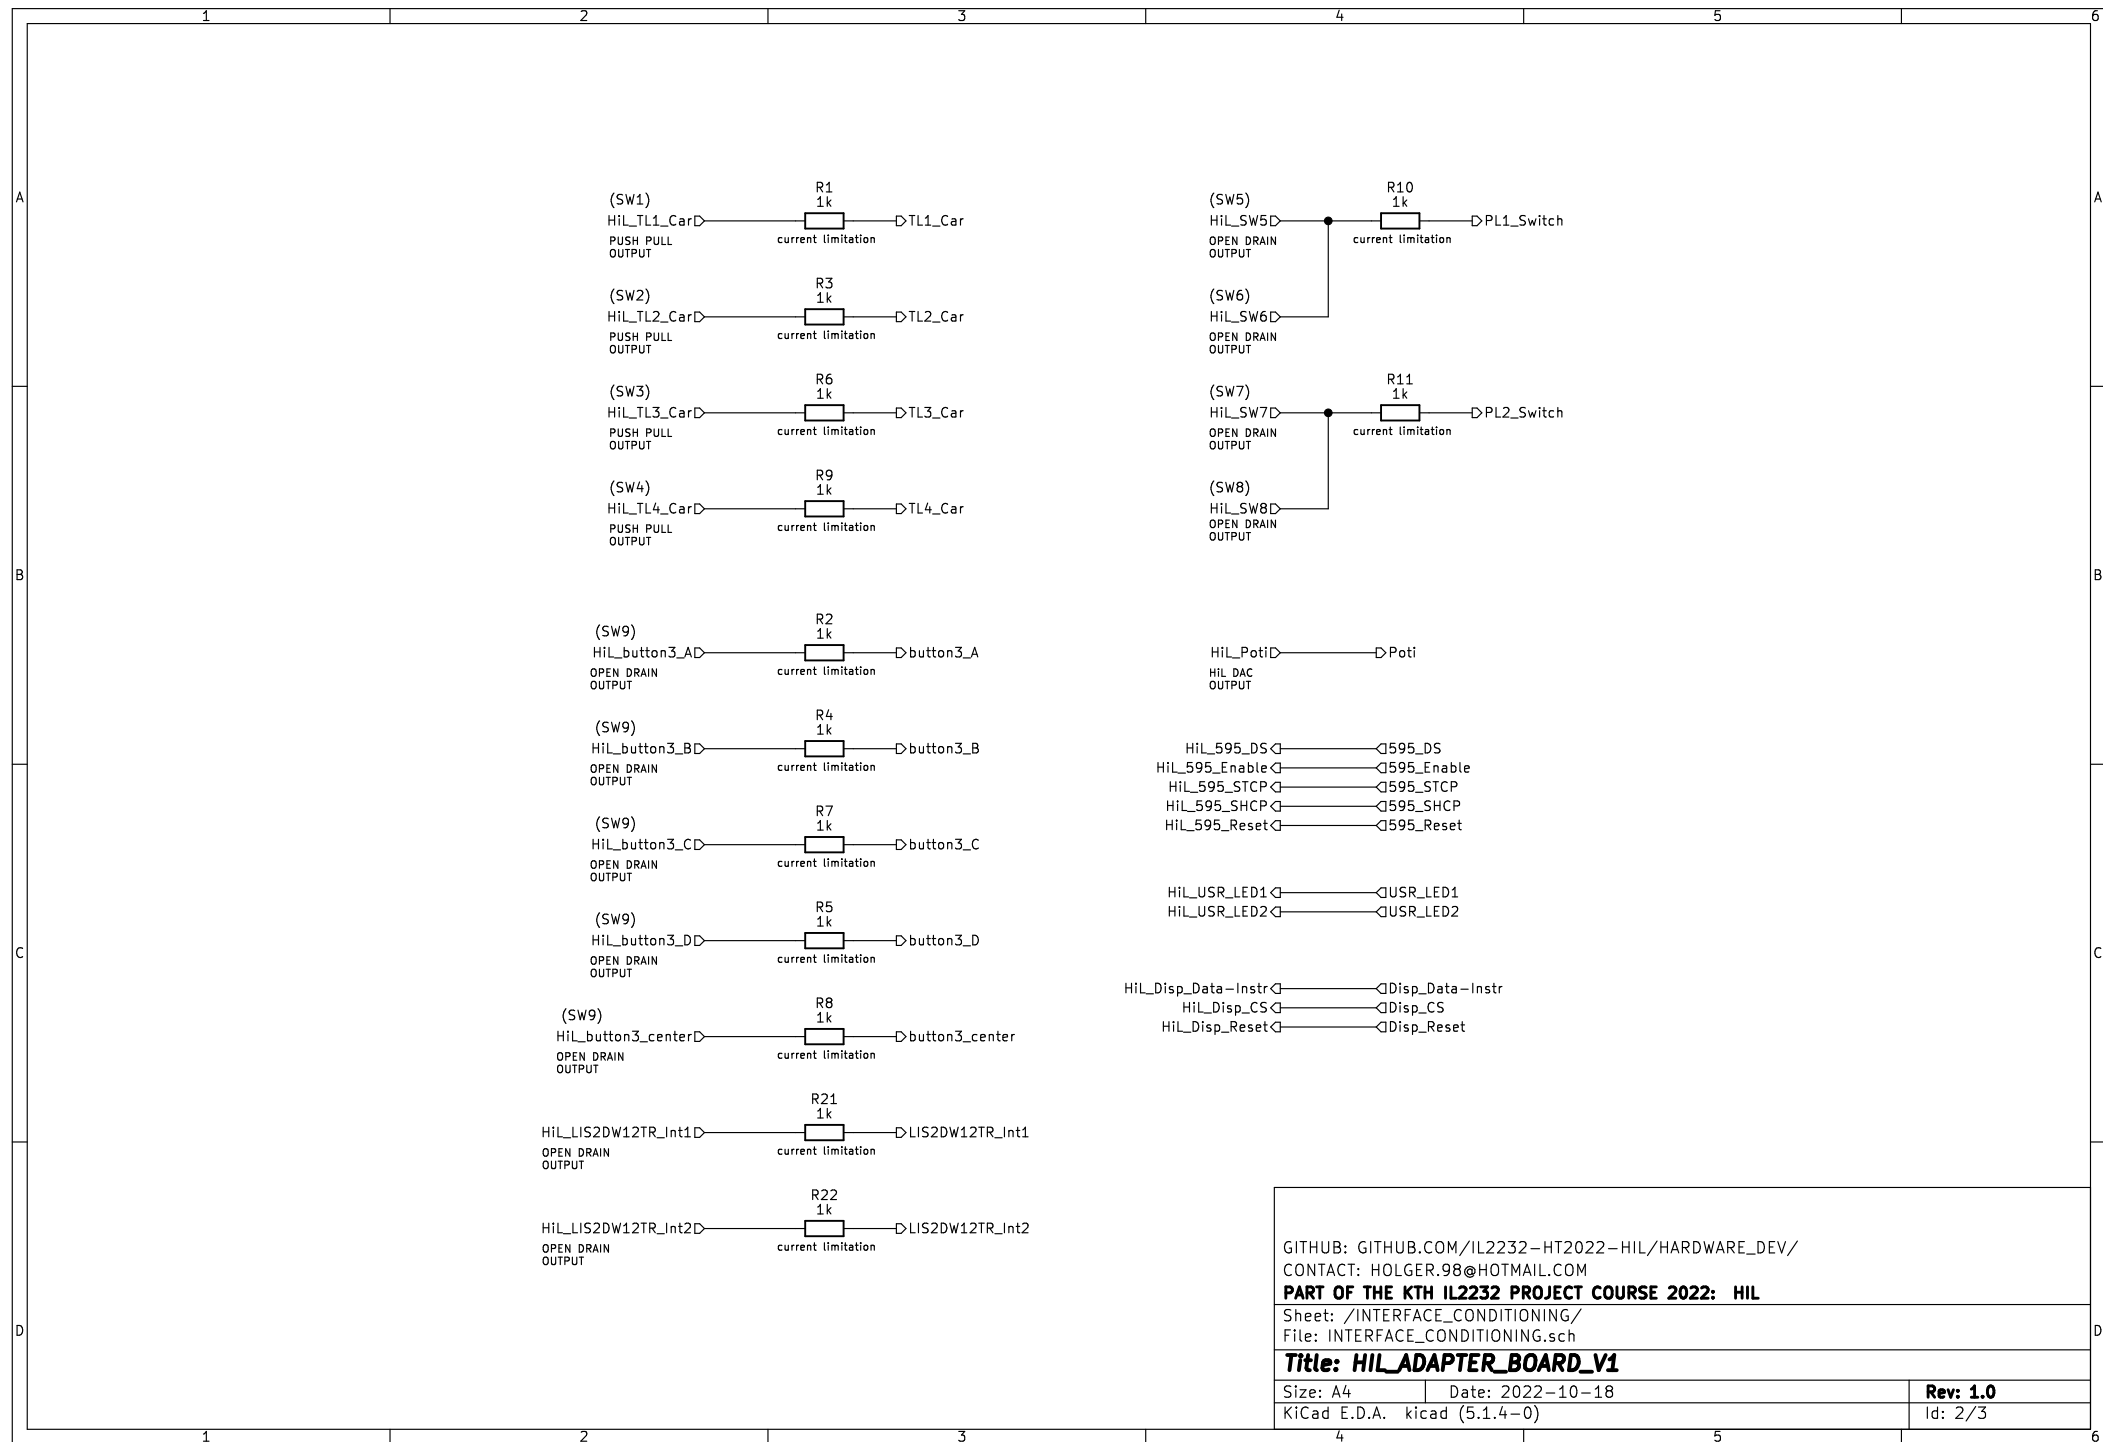 1 2 3 4 5 6
A A
R1
1k
(SW1)
HiL_TL1_Car TL1_Car
PUSH PULL
OUTPUT
current limitation
R3
1k
(SW2)
HiL_TL2_Car TL2_Car
PUSH PULL
OUTPUT
current limitation
R6
1k
(SW3)
HiL_TL3_Car TL3_Car
PUSH PULL
OUTPUT
current limitation
R9
1k
(SW4)
HiL_TL4_Car TL4_Car
PUSH PULL
OUTPUT
current limitation
R10
1k
(SW5)
HiL_SW5 PL1_Switch
OPEN DRAIN
OUTPUT
current limitation
(SW6)
HiL_SW6
OPEN DRAIN
OUTPUT
R11
1k
(SW7)
HiL_SW7 PL2_Switch
OPEN DRAIN
OUTPUT
current limitation
(SW8)
HiL_SW8
OPEN DRAIN
OUTPUT
B B
R2
1k
(SW9)
HiL_button3_A button3_A
OPEN DRAIN
OUTPUT
current limitation
R4
1k
(SW9)
HiL_button3_B button3_B
OPEN DRAIN
OUTPUT
current limitation
R7
1k
(SW9)
HiL_button3_C button3_C
OPEN DRAIN
OUTPUT
current limitation
R5
1k
(SW9)
HiL_button3_D button3_D
OPEN DRAIN
OUTPUT
current limitation
R8
1k
(SW9)
HiL_button3_center button3_center
OPEN DRAIN
OUTPUT
current limitation
R21
1k
HiL_LIS2DW12TR_Int1 LIS2DW12TR_Int1
OPEN DRAIN
OUTPUT
current limitation
R22
1k
HiL_LIS2DW12TR_Int2 LIS2DW12TR_Int2
OPEN DRAIN
OUTPUT
current limitation
HiL_Poti Poti
HiL DAC
OUTPUT
HiL_595_DS 595_DS
HiL_595_Enable 595_Enable
HiL_595_STCP 595_STCP
HiL_595_SHCP 595_SHCP
HiL_595_Reset 595_Reset
HiL_USR_LED1 USR_LED1
HiL_USR_LED2 USR_LED2
C C
HiL_Disp_Data-Instr Disp_Data-Instr
HiL_Disp_CS Disp_CS
HiL_Disp_Reset Disp_Reset
GITHUB: GITHUB.COM/IL2232-HT2022-HIL/HARDWARE_DEV/
CONTACT: HOLGER.98@HOTMAIL.COM
PART OF THE KTH IL2232 PROJECT COURSE 2022: HIL
Sheet: /INTERFACE_CONDITIONING/
File: INTERFACE_CONDITIONING.sch
D D
Title: HIL_ADAPTER_BOARD_V1
Size: A4 Date: 2022-10-18 Rev: 1.0
KiCad E.D.A. kicad (5.1.4-0) Id: 2/3
1 2 3 4 5 6